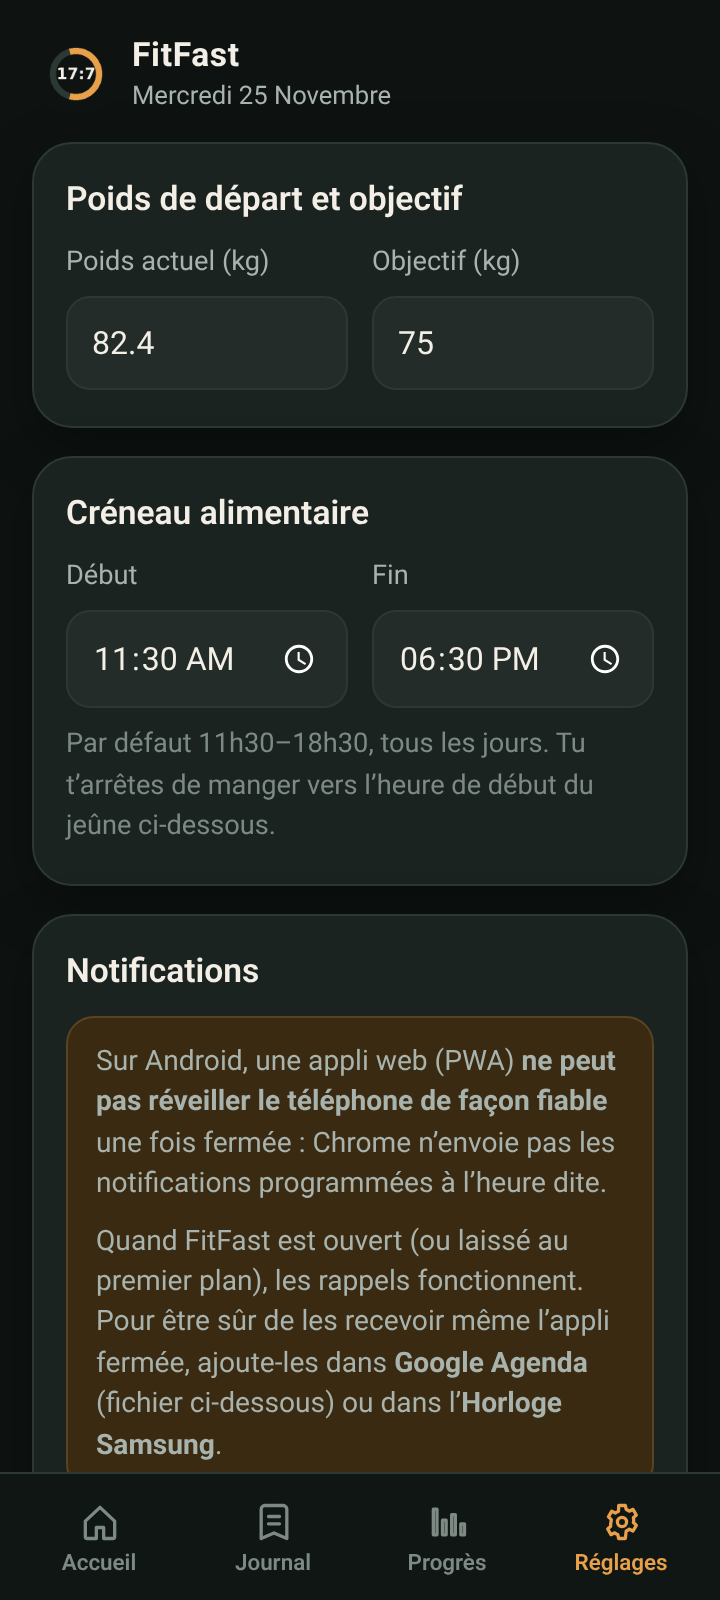 17:7
FitFast
Mercredi 25 Novembre
Poids de départ et objectif
Poids actuel (kg)
Objectif (kg)
82.4
75
Créneau alimentaire
Début
Fin
11:30 AM
06:30 PM
Par défaut 11h30–18h30, tous les jours. Tu
t’arrêtes de manger vers l’heure de début du
jeûne ci-dessous.
Notifications
Sur Android, une appli web (PWA) ne peut
pas réveiller le téléphone de façon fiable
une fois fermée : Chrome n’envoie pas les
notifications programmées à l’heure dite.
Quand FitFast est ouvert (ou laissé au
premier plan), les rappels fonctionnent.
Pour être sûr de les recevoir même l’appli
fermée, ajoute-les dans Google Agenda
(fichier ci-dessous) ou dans l’Horloge
Samsung.
Accueil
Journal
Progrès
Réglages